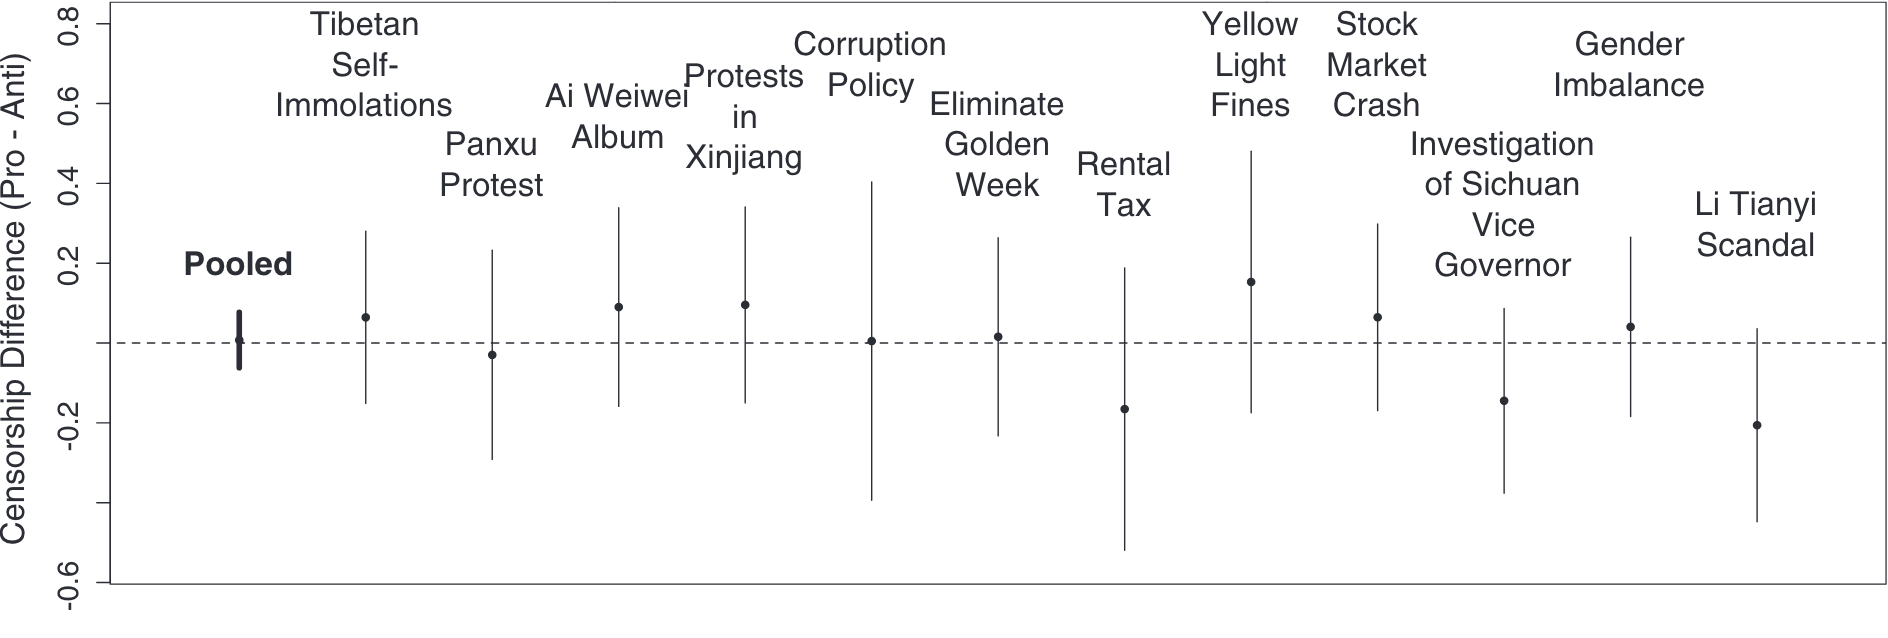 Censorship Difference (Pro - Anti)
0.8
0.6
0.4
0.2
-0.2
-0.6
Pooled
Tibetan
Self-
Immolations
Panxu
Protest
Ai Weiwei
Album
Protests
in
Xinjiang
Corruption
Policy
Eliminate
Golden
Week
Rental
Tax
Yellow
Light
Fines
Stock
Market
Crash
Investigation
of Sichuan
Vice
Governor
Gender
Imbalance
Li Tianyi
Scandal